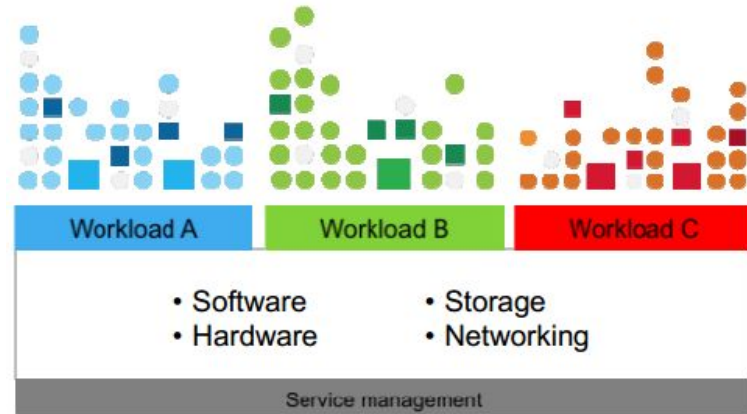 Workload A
Workload B
Workload C
• Software
• Hardware
• Storage
• Networking
Service management